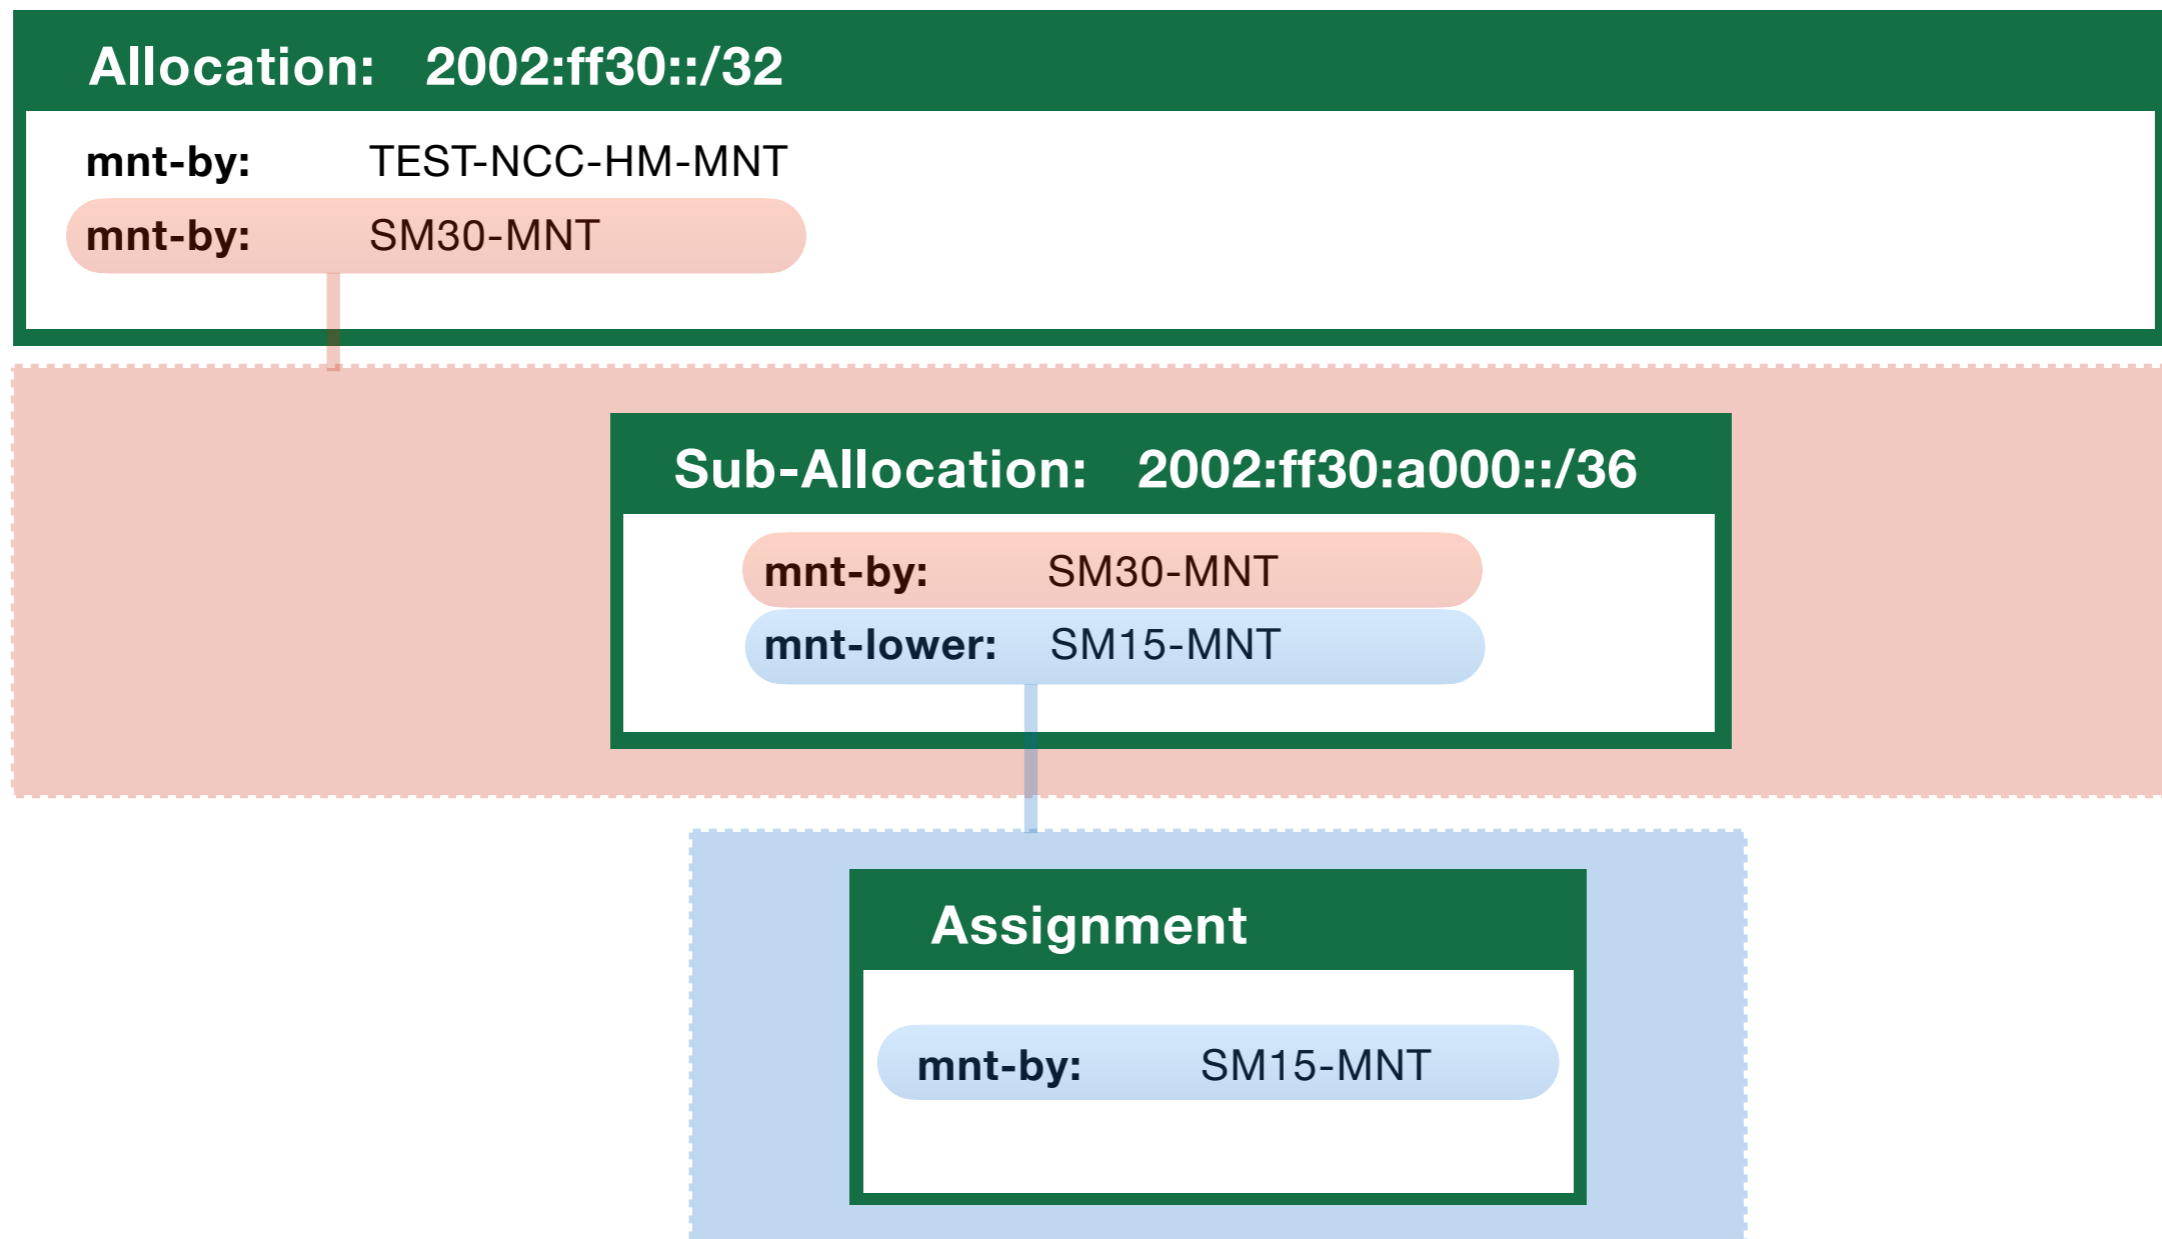 Allocation: 2002:ff30::/32
mnt-by: TEST-NCC-HM-MNT
mnt-by: SM30-MNT
Sub-Allocation: 2002:ff30:a000::/36
mnt-by: SM30-MNT
mnt-lower: SM15-MNT
Assignment
mnt-by: SM15-MNT